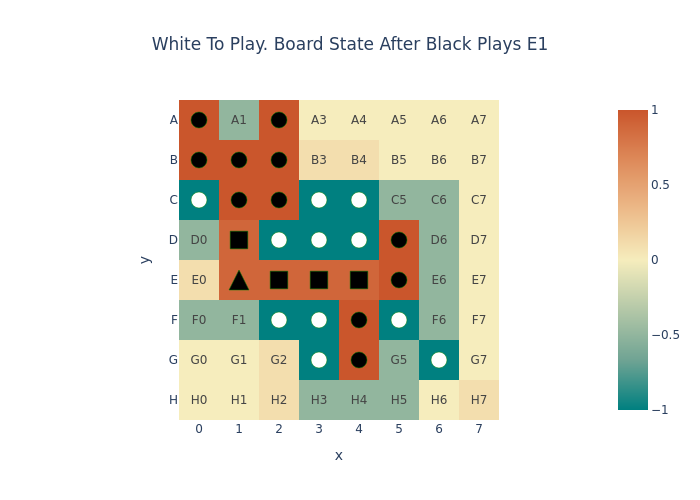 White To Play. Board State After Black Plays E1
A A1 A3 A4 A5 A6 A7
B B3 B4 B5 B6 B7
C C5 C6 C7
D D0 D6 D7
E E0 E6 E7
F F0 F1 F6 F7
G G0 G1 G2 G5 G7
H H0 H1 H2 H3 H4 H5 H6 H7
0 1 2 3 4 5 6 7
x
y
1
0.5
0
−0.5
−1